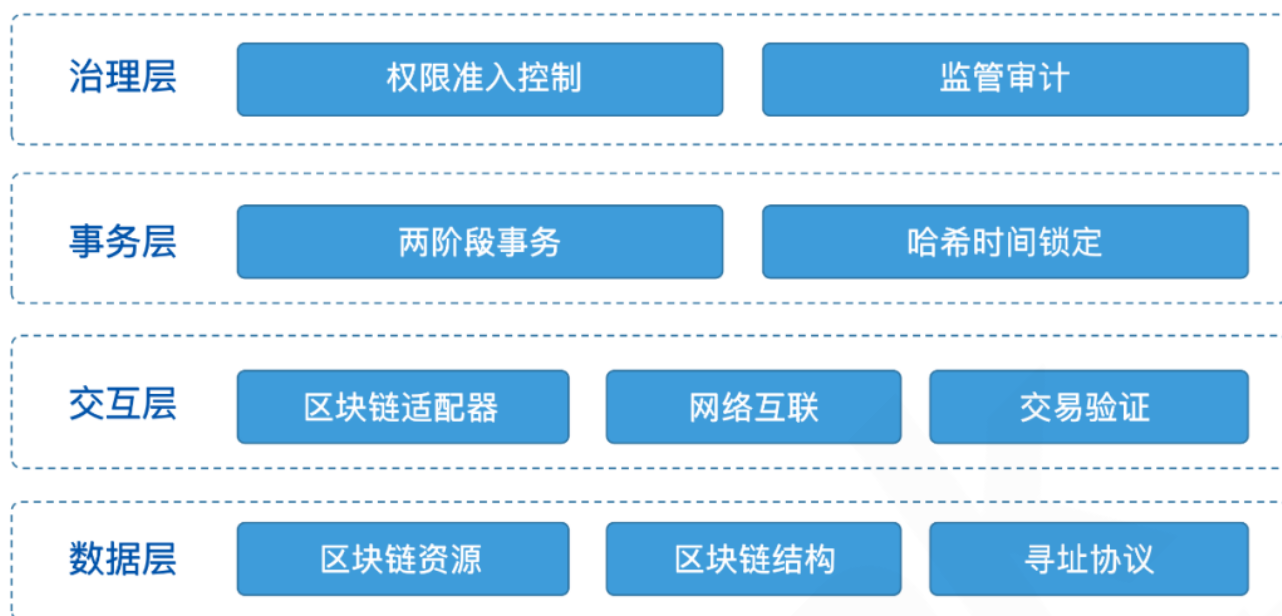 治理层 权限准入控制 监管审计
事务层 两阶段事务 哈希时间锁定
交互层 区块链适配器 网络互联 交易验证
数据层 区块链资源 区块链结构 寻址协议